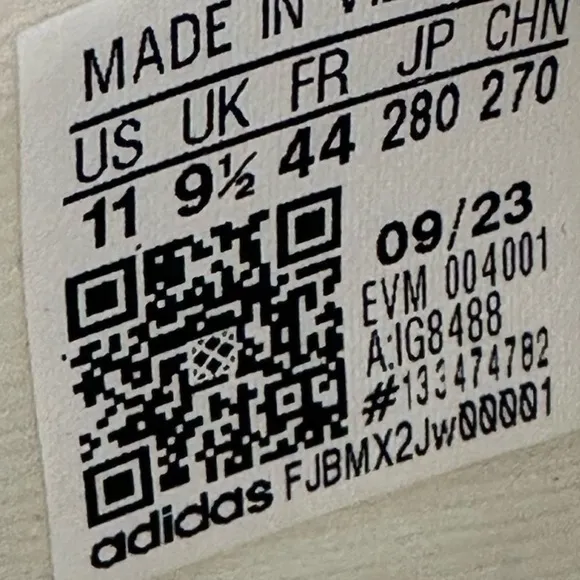 MADE IN
US UK FR JP CHN
11 9½ 44 280 270
09/23
EVM 004001
A:IG8488
#133474782
adidas FJBMX2Jw00001